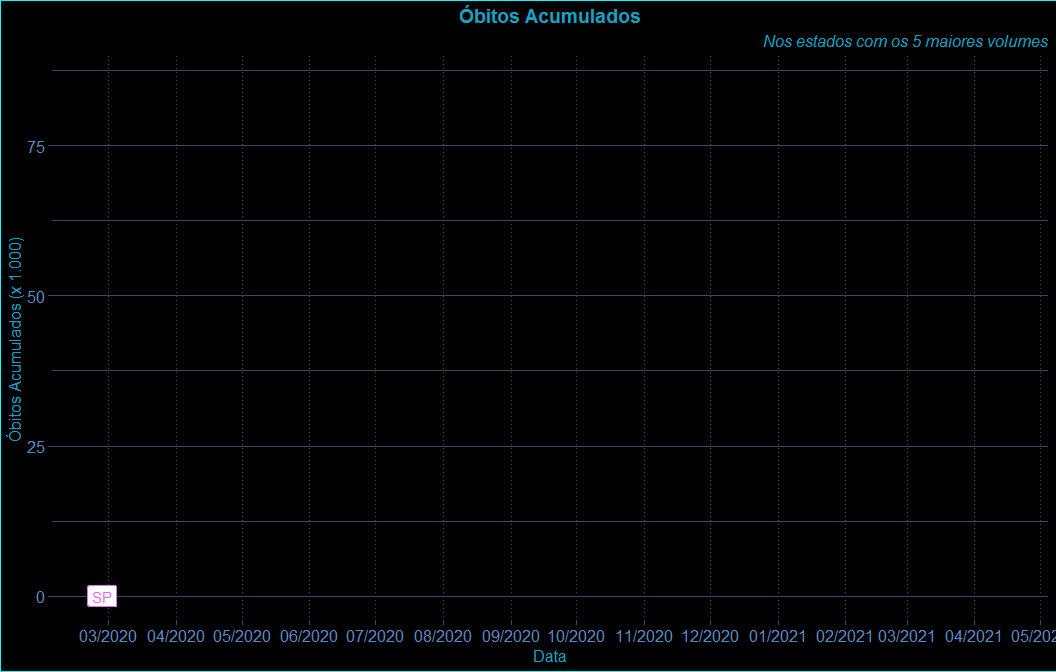 Óbitos Acumulados
Nos estados com os 5 maiores volumes
Óbitos Acumulados (x 1.000)
75
50
25
0
SP
03/2020 04/2020 05/2020 06/2020 07/2020 08/2020 09/2020 10/2020 11/2020 12/2020 01/2021 02/2021 03/2021 04/2021 05/202
Data